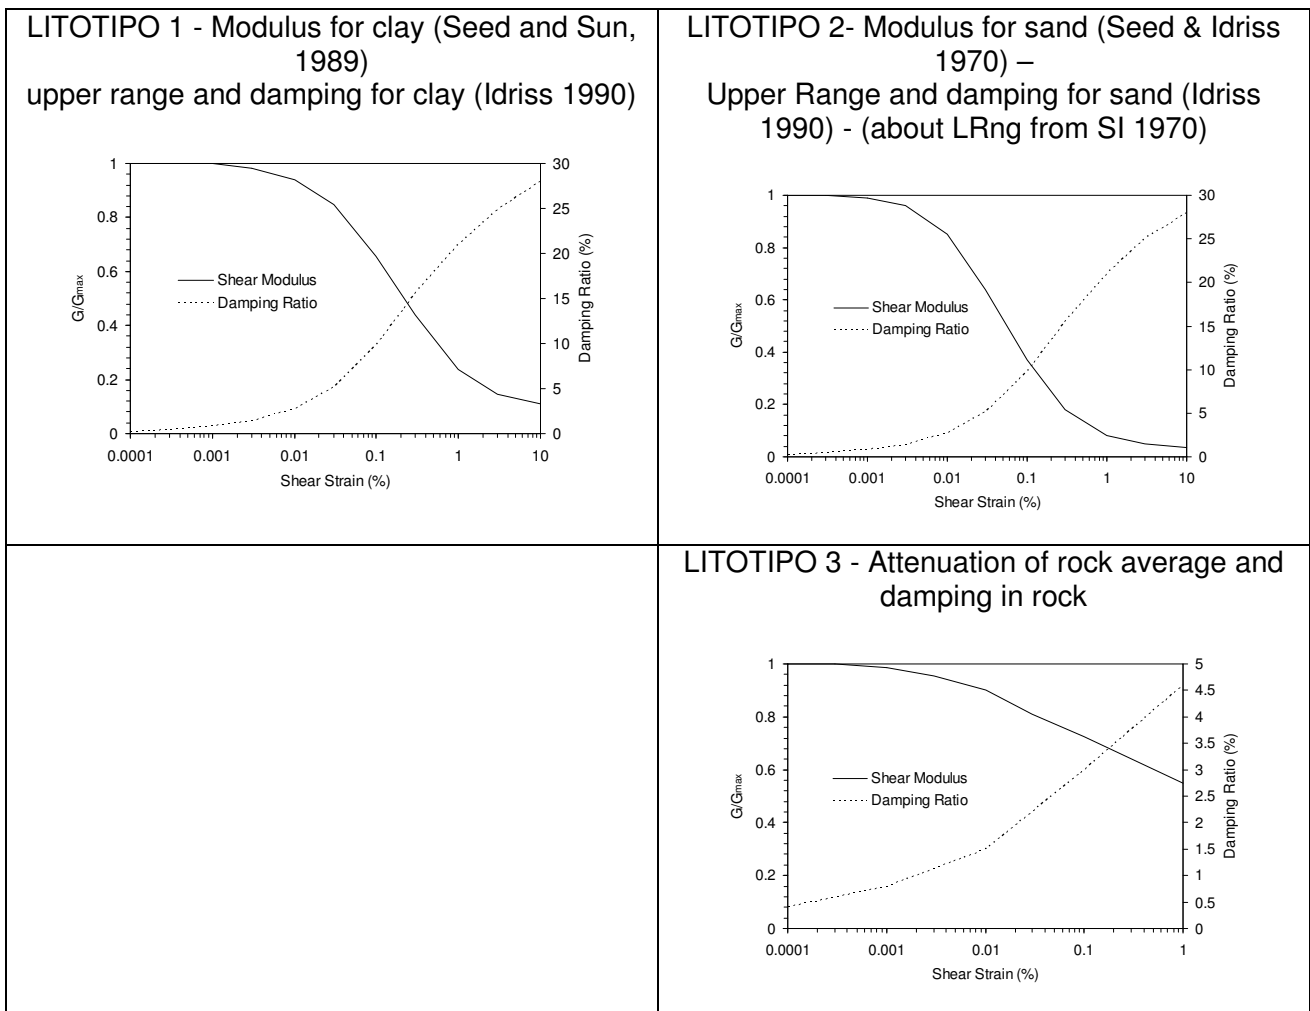 LITOTIPO 1 - Modulus for clay (Seed and Sun,
1989)
upper range and damping for clay (Idriss 1990)
1
0.8
0.6
0.4
0.2
0
G/Gmax
30
25
20
15
10
5
0
Damping Ratio (%)
Shear Modulus
Damping Ratio
0.0001
0.001
0.01
0.1
1
10
Shear Strain (%)
LITOTIPO 2- Modulus for sand (Seed & Idriss
1970) –
Upper Range and damping for sand (Idriss
1990) - (about LRng from SI 1970)
1
0.8
0.6
0.4
0.2
0
G/Gmax
30
25
20
15
10
5
0
Damping Ratio (%)
Shear Modulus
Damping Ratio
0.0001
0.001
0.01
0.1
1
10
Shear Strain (%)
LITOTIPO 3 - Attenuation of rock average and
damping in rock
1
0.8
0.6
0.4
0.2
0
G/Gmax
5
4.5
4
3.5
3
2.5
2
1.5
1
0.5
0
Damping Ratio (%)
Shear Modulus
Damping Ratio
0.0001
0.001
0.01
0.1
1
Shear Strain (%)